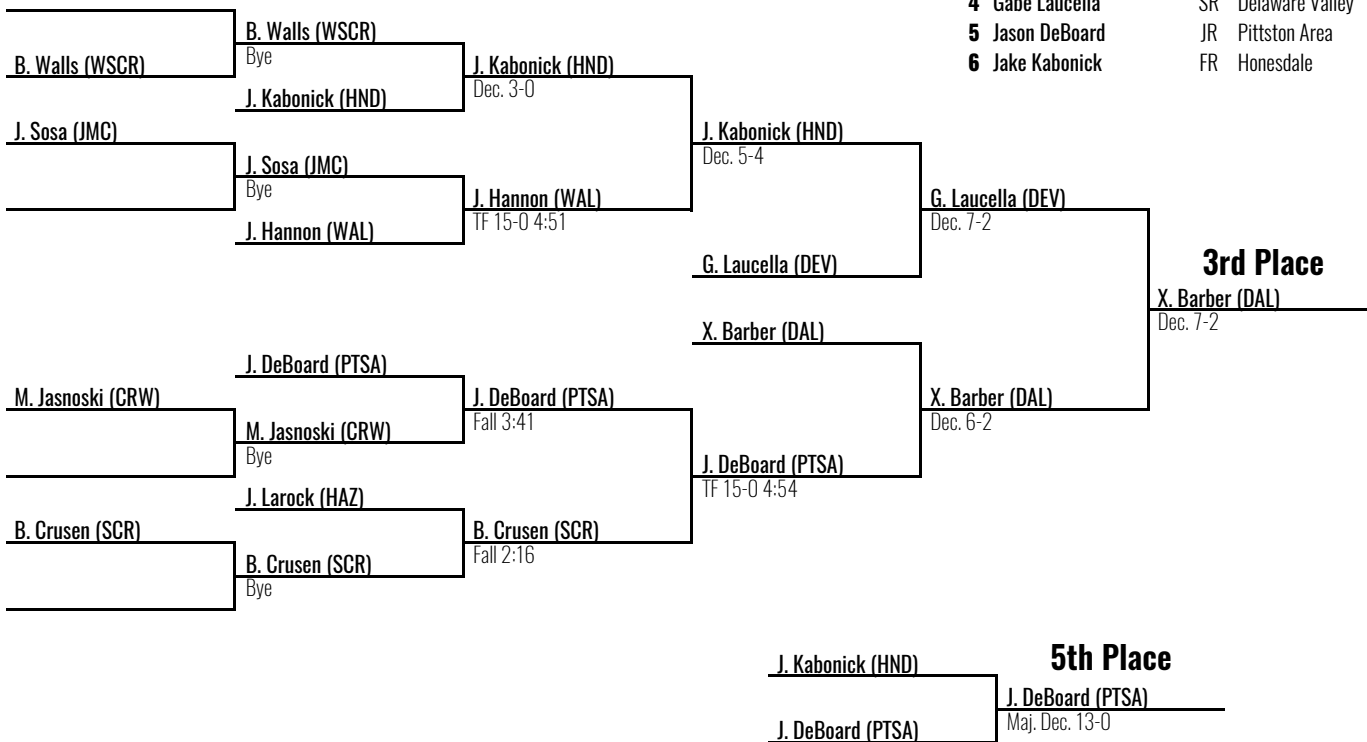 4 Gabe Laucella SR Delaware Valley
5 Jason DeBoard JR Pittston Area
6 Jake Kabonick FR Honesdale
B. Walls (WSCR)
B. Walls (WSCR)
Bye
J. Kabonick (HND)
J. Kabonick (HND)
Dec. 3-0
J. Sosa (JMC)
J. Sosa (JMC)
Bye
J. Hannon (WAL)
J. Hannon (WAL)
TF 15-0 4:51
J. Kabonick (HND)
Dec. 5-4
G. Laucella (DEV)
G. Laucella (DEV)
Dec. 7-2
3rd Place
X. Barber (DAL)
Dec. 7-2
X. Barber (DAL)
X. Barber (DAL)
Dec. 6-2
J. DeBoard (PTSA)
J. DeBoard (PTSA)
Fall 3:41
M. Jasnoski (CRW)
M. Jasnoski (CRW)
Bye
J. DeBoard (PTSA)
TF 15-0 4:54
J. Larock (HAZ)
B. Crusen (SCR)
Fall 2:16
B. Crusen (SCR)
B. Crusen (SCR)
Bye
5th Place
J. Kabonick (HND)
J. DeBoard (PTSA)
Maj. Dec. 13-0
J. DeBoard (PTSA)